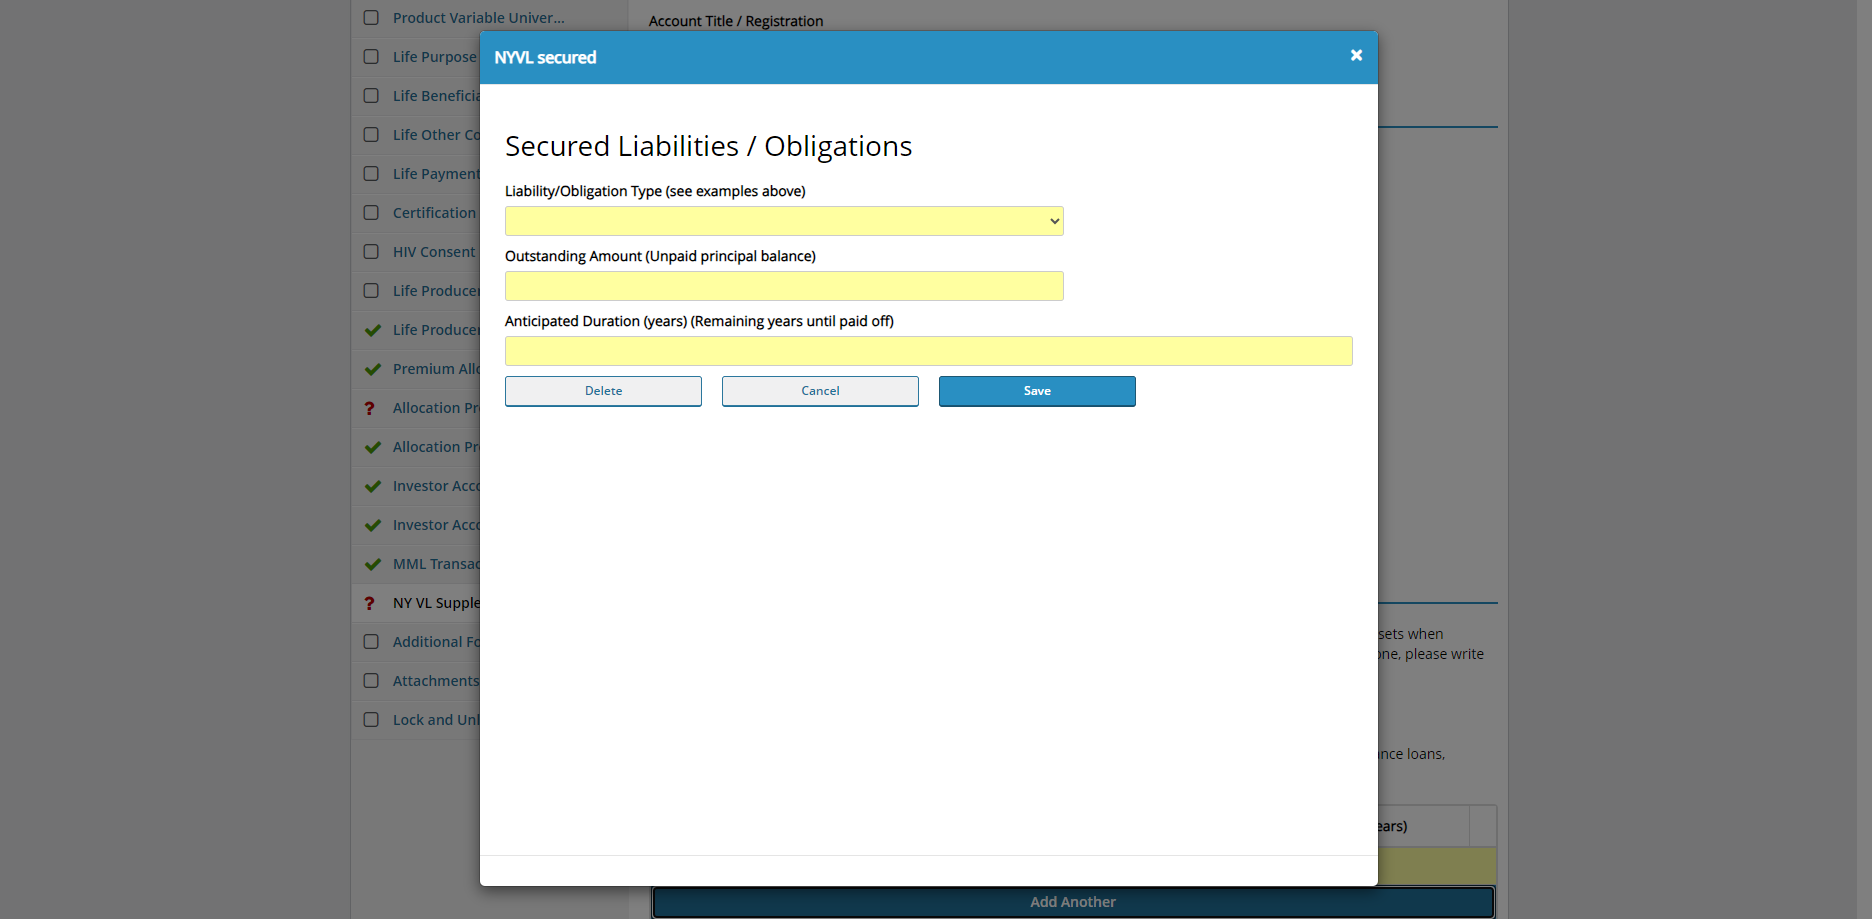 Product Variable Univer...
Life Purpose
Life Beneficia
Life Other Co
Life Payment
Certification
HIV Consent
Life Producer
Life Producer
Premium Allo
Allocation Pr
Allocation Pr
Investor Acco
Investor Acco
MML Transac
NY VL Supple
Additional Fo
Attachments
Lock and Unl
Account Title / Registration
NYVL secured
Secured Liabilities / Obligations
Liability/Obligation Type (see examples above)
Outstanding Amount (Unpaid principal balance)
Anticipated Duration (years) (Remaining years until paid off)
Delete
Cancel
Save
sets when
one, please write
ance loans,
ears)
Add Another